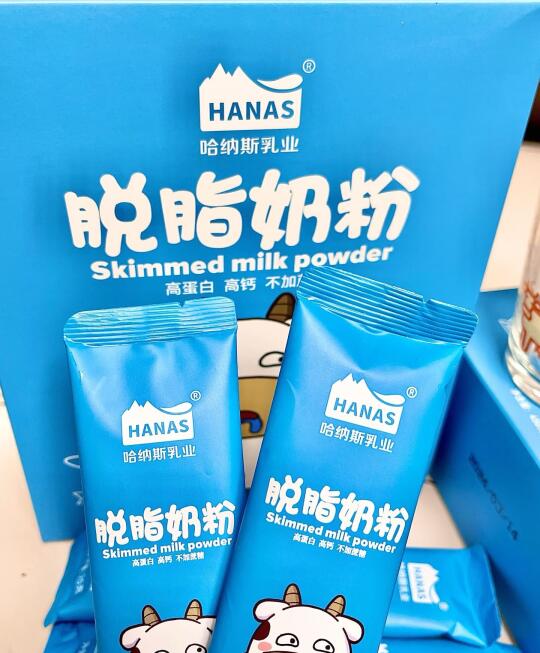 HANAS
®
哈纳斯乳业
脱脂奶粉
Skimmed milk powder
高蛋白 高钙 不加
HANAS
®
哈纳斯乳业
脱脂奶粉
Skimmed milk powder
高蛋白 高钙 不加蔗糖
HANAS
®
哈纳斯乳业
脱脂奶粉
Skimmed milk powder
高蛋白 高钙 不加蔗糖
HANAS